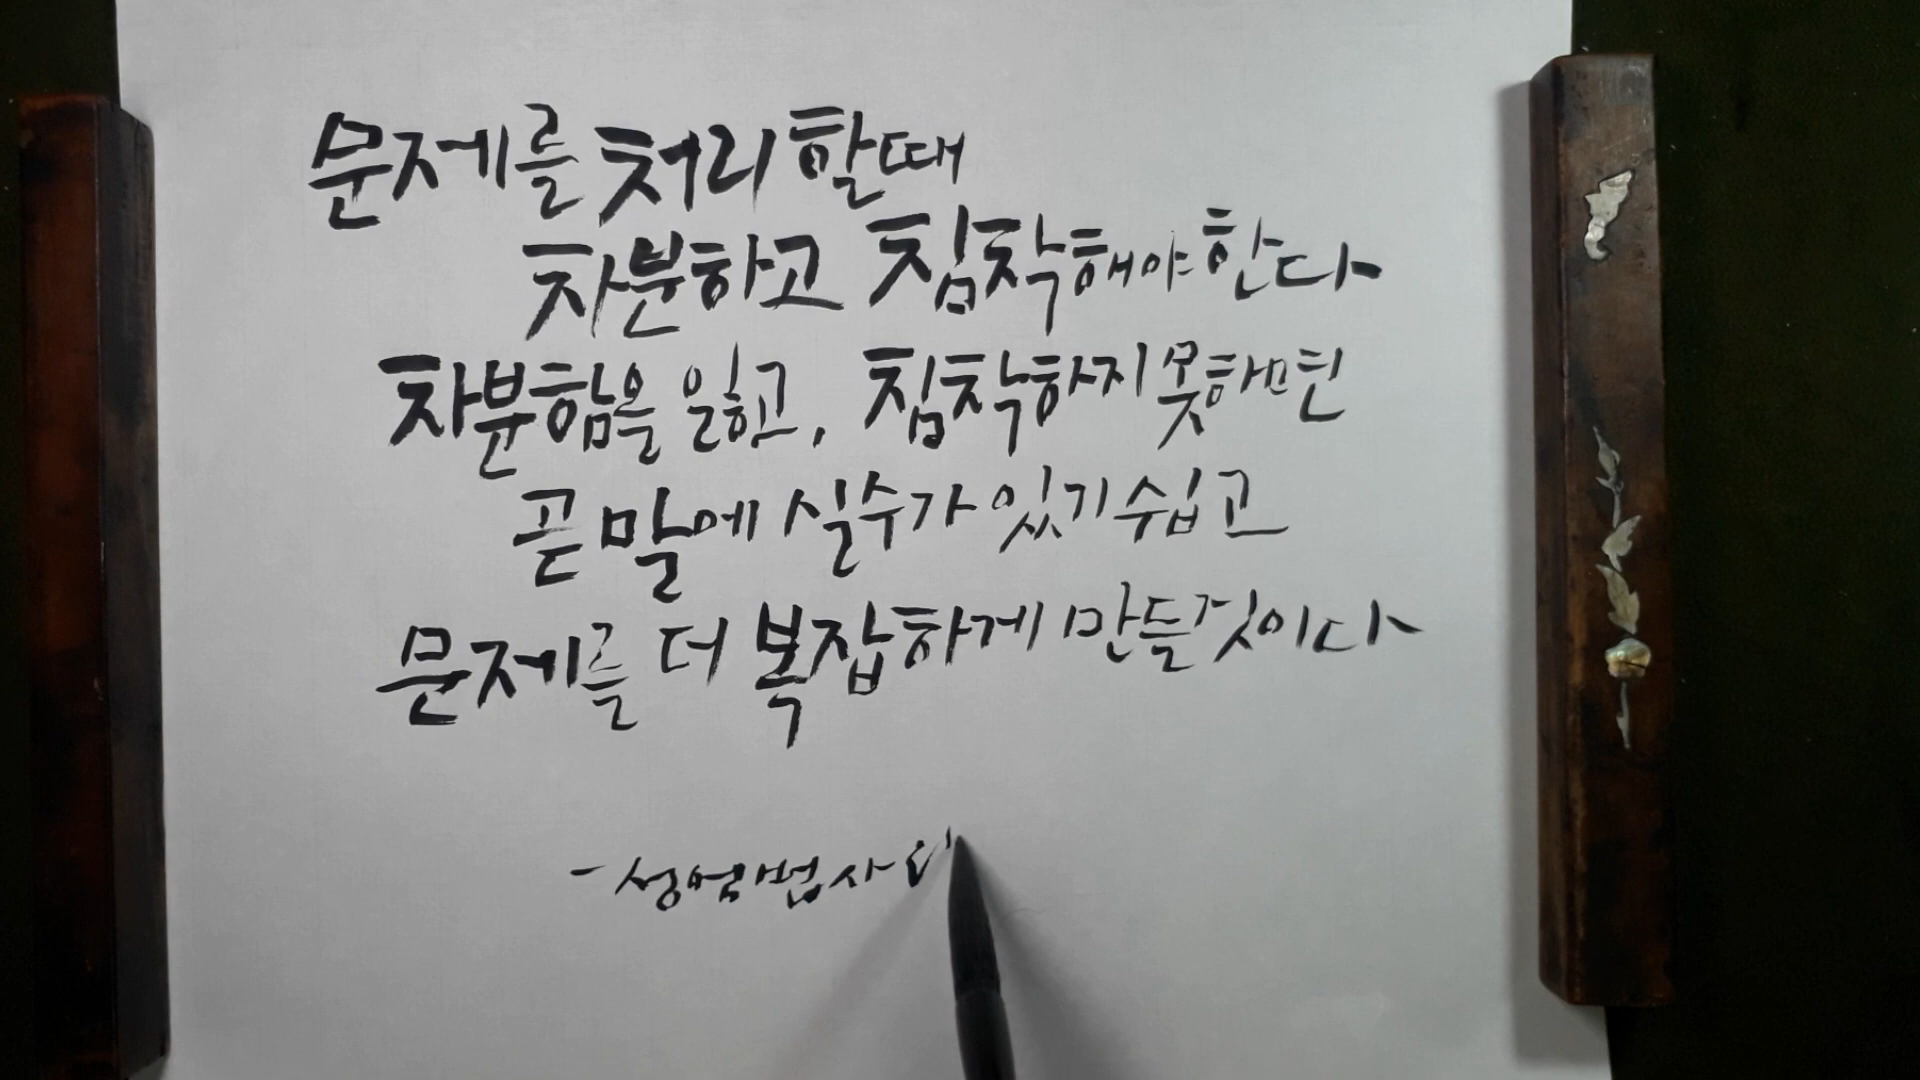 문제를 처리할때
차분하고 침착해야한다
차분함을 잃고, 침착하지못하면
곧 말에 실수가 있기쉽고
문제를 더 복잡하게 만들것이다
- 성엄법사